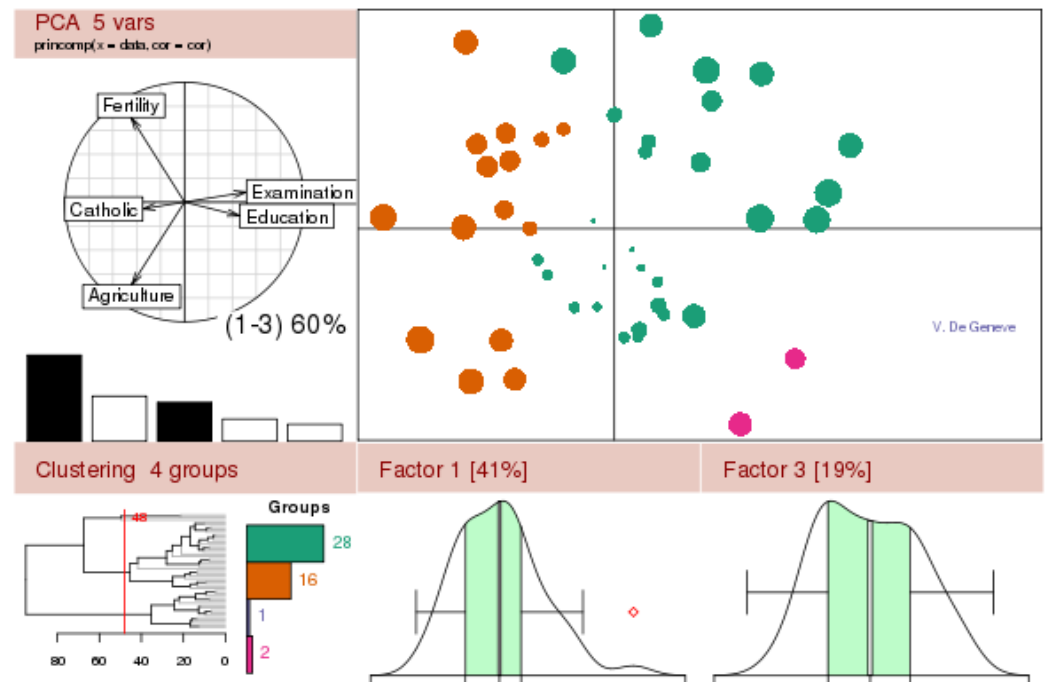 PCA 5 vars
princomp(x = data, cor = cor)
Fertility
Catholic
Examination
Education
Agriculture
(1-3) 60%
V. De Geneve
Clustering 4 groups
Factor 1 [41%]
Factor 3 [19%]
48
Groups
28
16
1
2
80 60 40 20 0